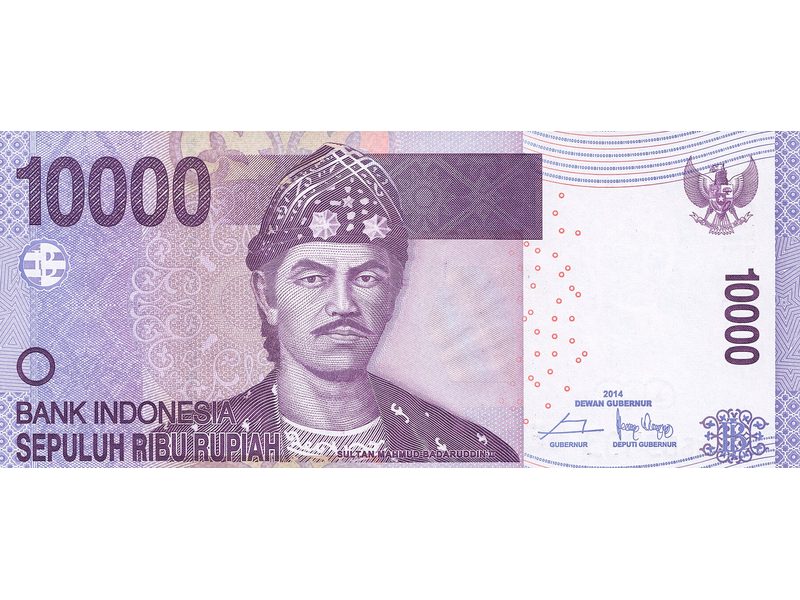 10000
BANK INDONESIA
SEPULUH RIBU RUPIAH
SULTAN MAHMUD BADARUDDIN II
10000
2014
DEWAN GUBERNUR
GUBERNUR
DEPUTI GUBERNUR